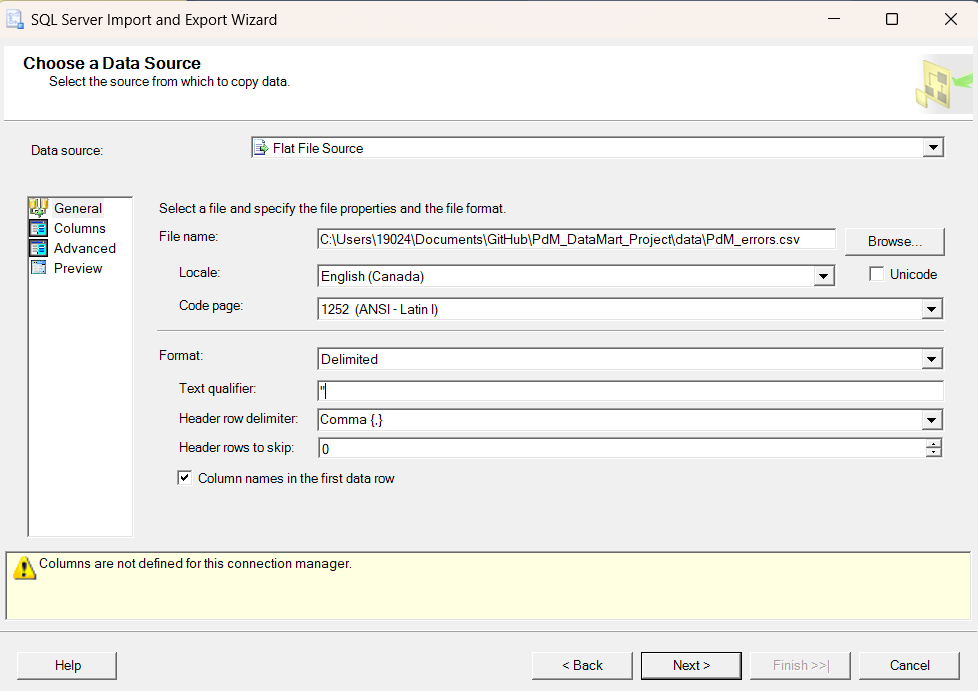 SQL Server Import and Export Wizard
Choose a Data Source
Select the source from which to copy data.
Data source:
Flat File Source
General
Columns
Advanced
Preview
Select a file and specify the file properties and the file format.
File name:
C:\Users\19024\Documents\GitHub\PdM_DataMart_Project\data\PdM_errors.csv
Browse...
Locale:
English (Canada)
Unicode
Code page:
1252 (ANSI - Latin I)
Format:
Delimited
Text qualifier:
"
Header row delimiter:
Comma {,}
Header rows to skip:
0
Column names in the first data row
Columns are not defined for this connection manager.
Help
< Back
Next >
Finish >>|
Cancel